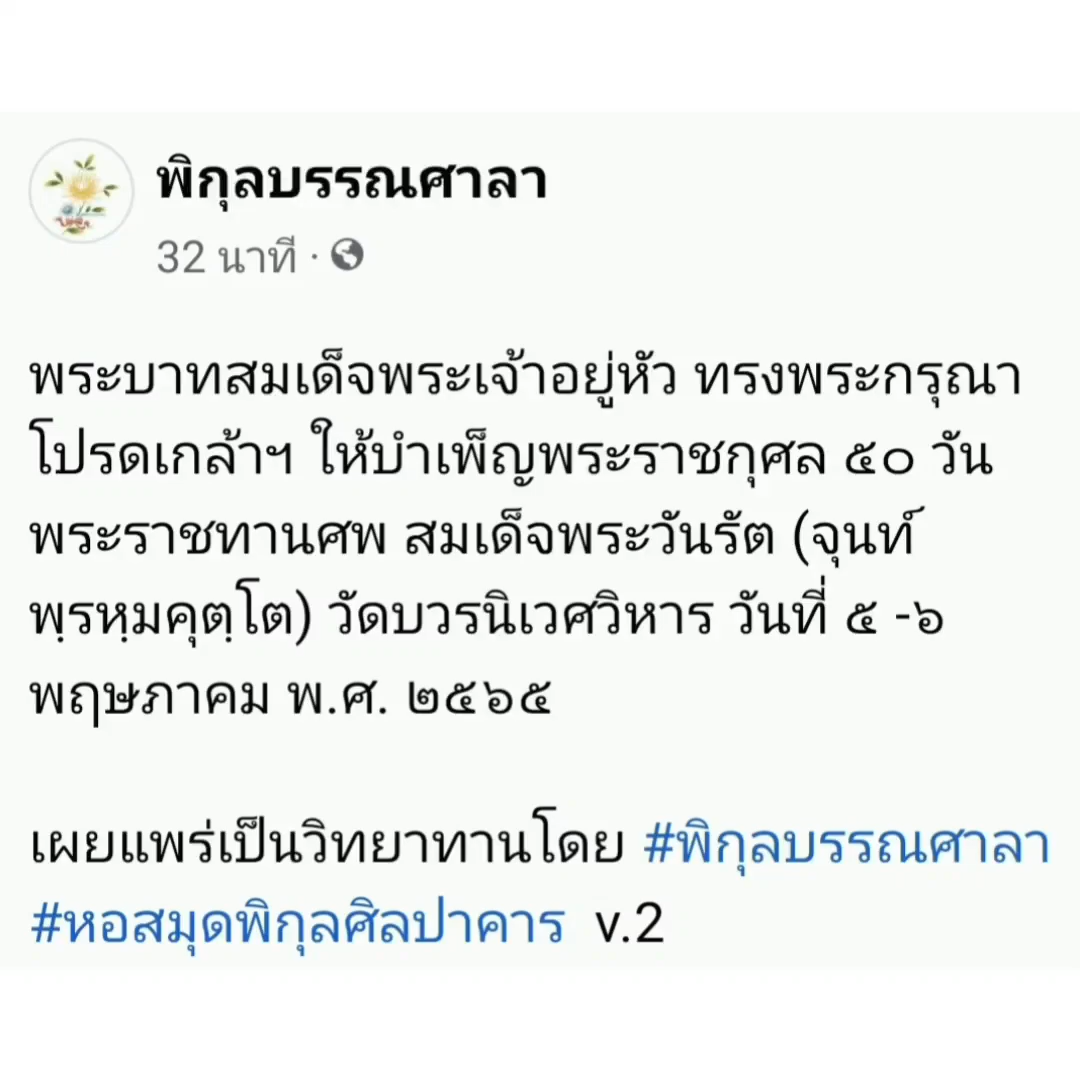 พิกุลบรรณศาลา
32 นาที ·
พระบาทสมเด็จพระเจ้าอยู่หัว ทรงพระกรุณา
โปรดเกล้าฯ ให้บำเพ็ญพระราชกุศล ๕๐ วัน
พระราชทานศพ สมเด็จพระวันรัต (จุนท์
พฺรหฺมคุตฺโต) วัดบวรนิเวศวิหาร วันที่ ๕ -๖
พฤษภาคม พ.ศ. ๒๕๖๕
เผยแพร่เป็นวิทยาทานโดย #พิกุลบรรณศาลา
#หอสมุดพิกุลศิลปาคาร v.2